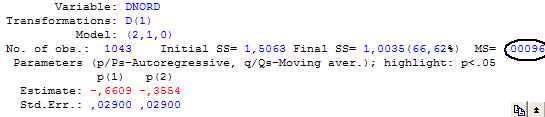 Variable: DNORD
Transformations: D(1)
Model: (2,1,0)
No. of obs.: 1043 Initial SS= 1,5063 Final SS= 1,0035(66,62%) MS= ,00096
Parameters (p/Ps-Autoregressive, q/Qs-Moving aver.); highlight: p<.05
p(1) p(2)
Estimate: -,6609 -,3554
Std.Err.: ,02900 ,02900